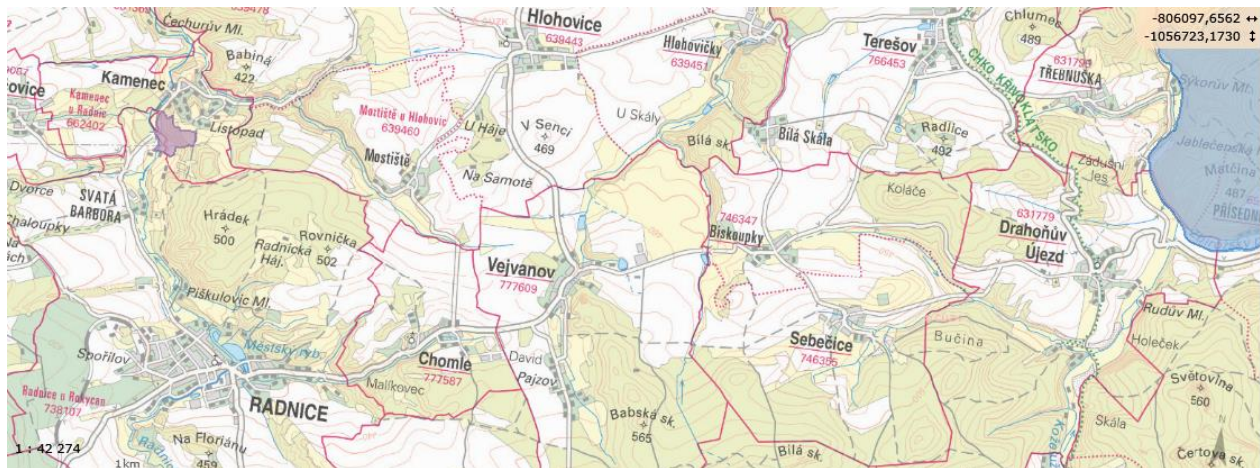 Čechurův Ml.
639478
Hlohovice
639443
Chlumec
489
-806097,6562
-1056723,1730
Babiná
422
Hlohovičky
639451
Terešov
766453
CHKO KŘIVOKLÁTSKO
631795
TŘEBNUŠKA
Sýkorův Ml.
Kamenec
Kamenec
u Radnic
662402
Mostiště u Hlohovic
639460
U Skály
Listopad
U Háje
V Senci
469
Bílá sk.
Bílá Skála
Radlice
492
Mostiště
Na Samotě
Zádušní
les
Matčina
487
Dvorce
SVATÁ
BARBORA
Chaloupky
Hrádek
500
Rovnička
502
Radnická
Háj.
Koláče
746347
Biskoupky
631779
Drahoňův
Újezd
Vejvanov
777609
Piškulovic Ml.
Rudův Ml.
Sebečice
746355
Bučina
Holeček
Spořilov
Městský ryb.
Chomle
777587
David
Pajzov
Malíkovec
Světovina
560
Radnice u Rokycan
738107
RADNICE
Babská sk.
565
Skála
Na Floriánu
459
Bílá sk.
Čertova sk.
N
1 : 42 274
1km